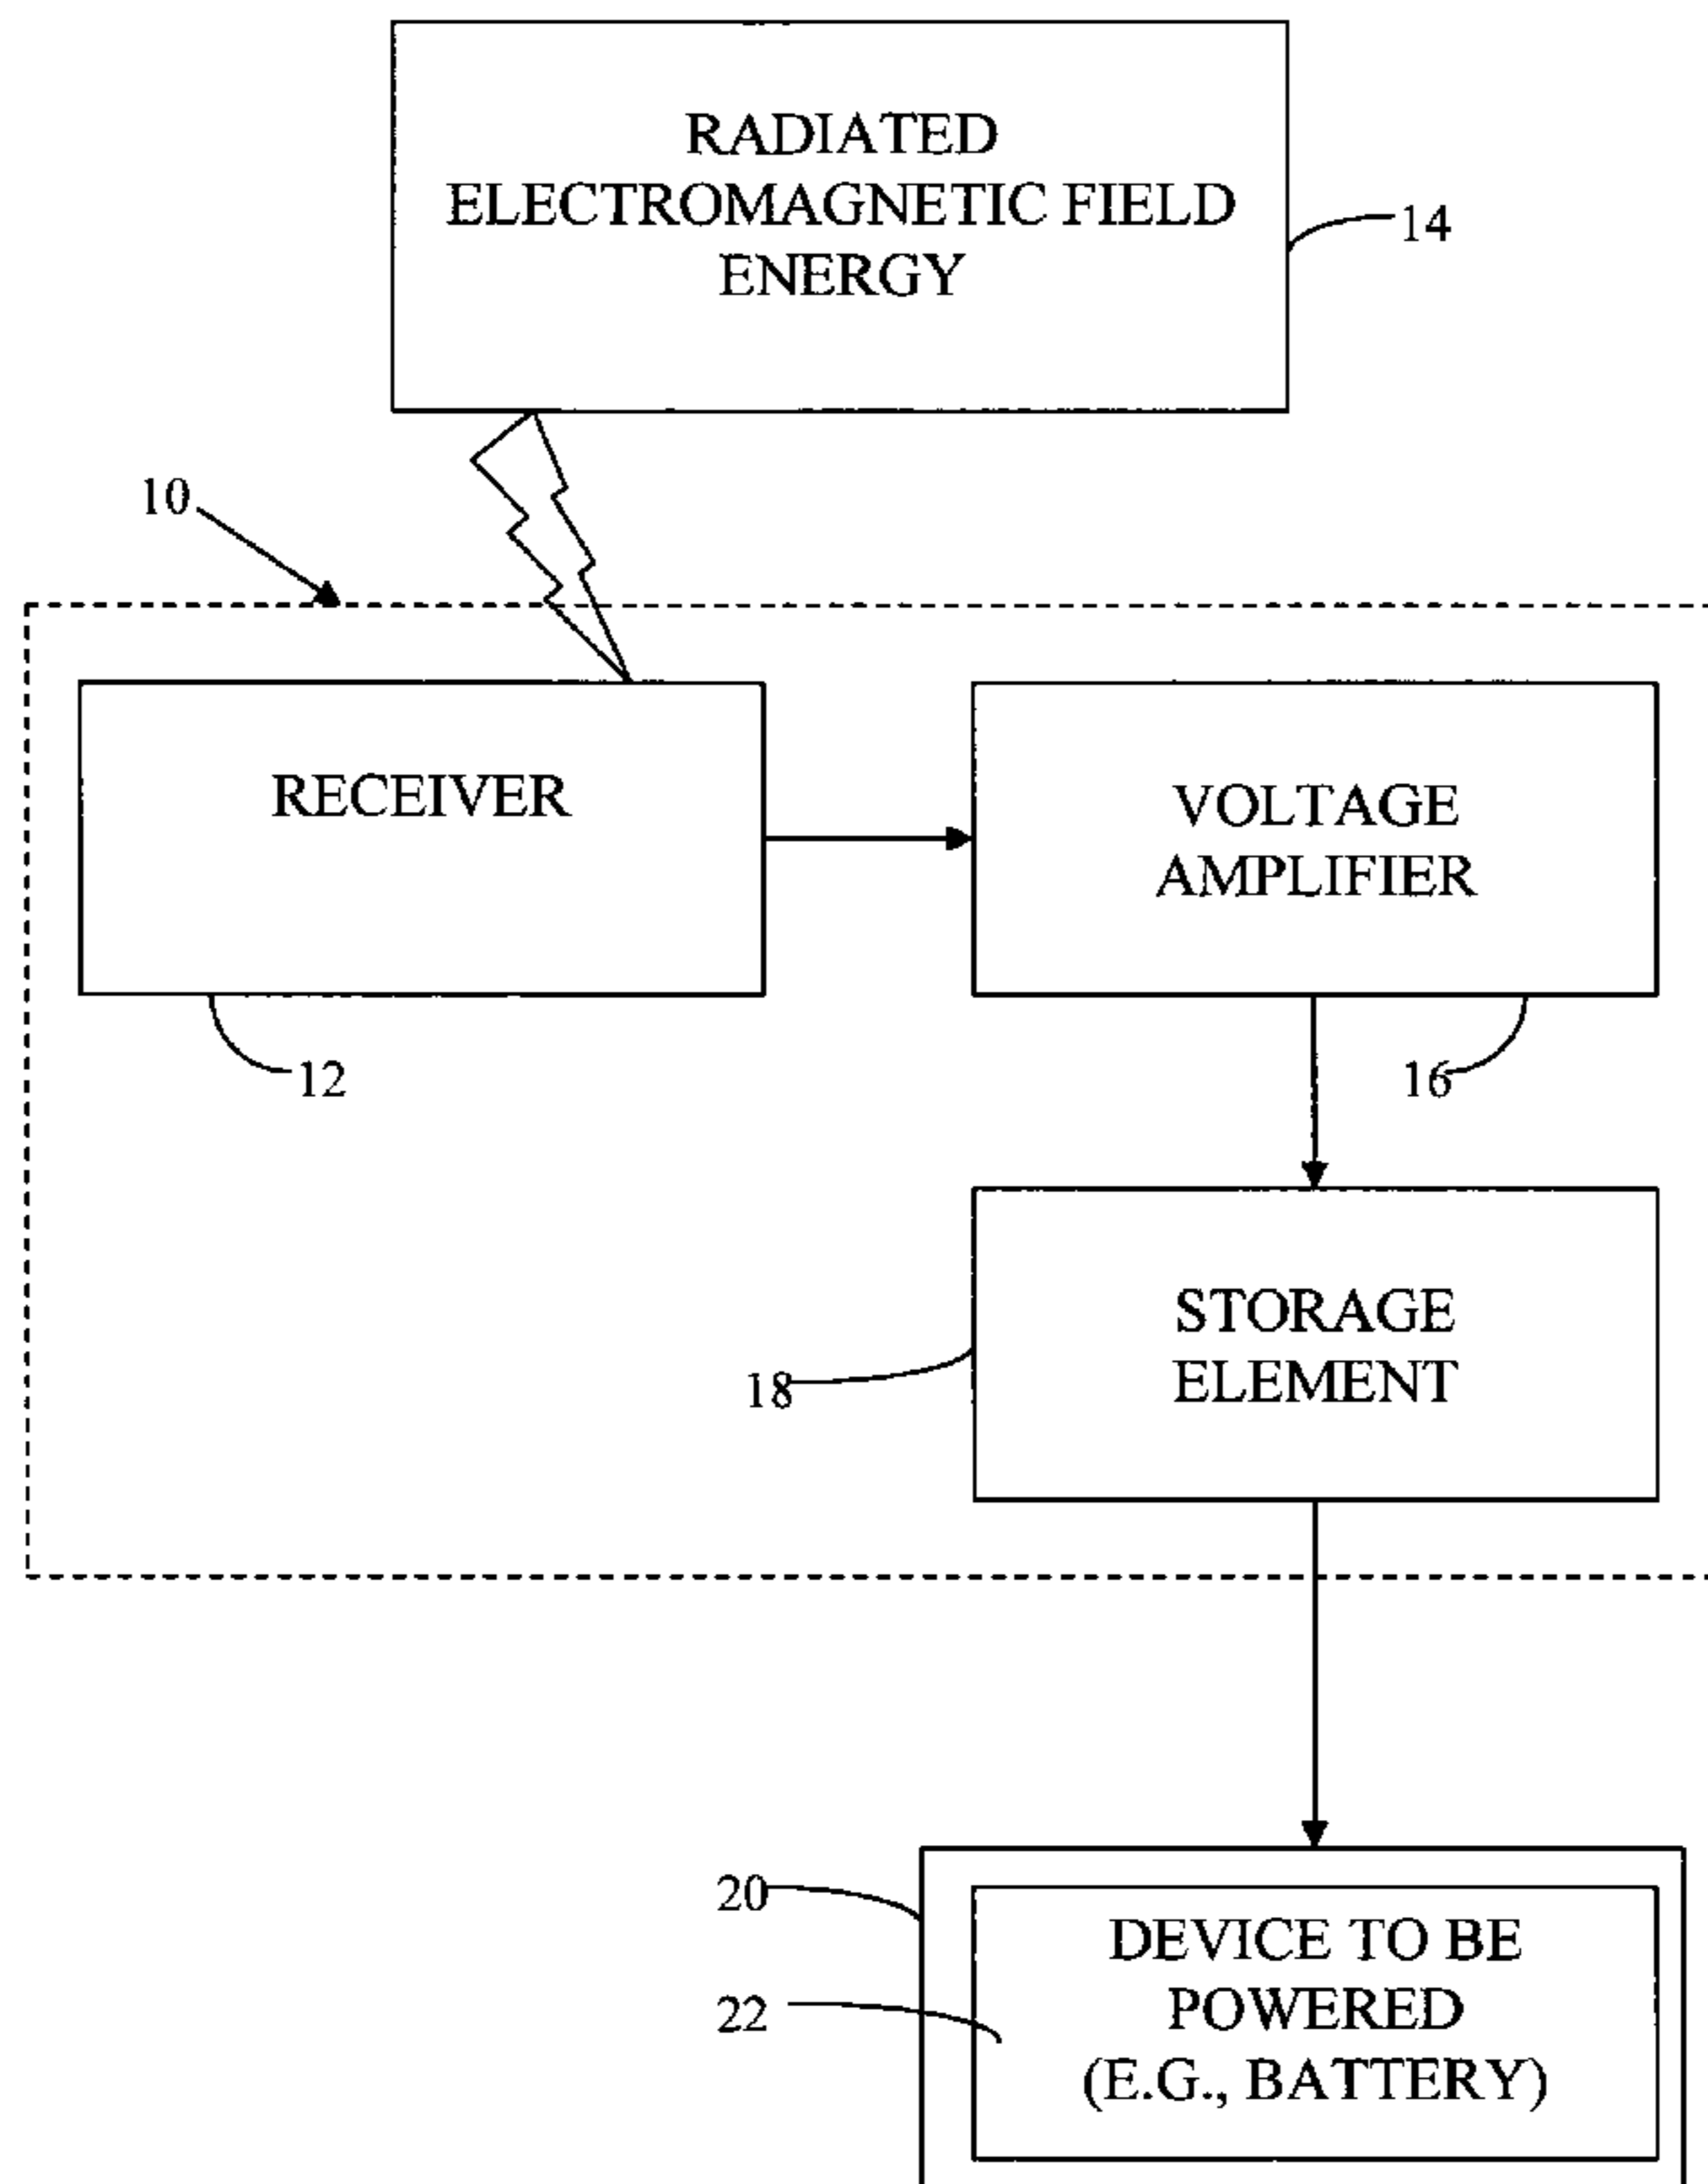 RADIATED
ELECTROMAGNETIC FIELD
ENERGY
14
10
RECEIVER
VOLTAGE
AMPLIFIER
12
16
STORAGE
ELEMENT
18
20
DEVICE TO BE
POWERED
(E.G., BATTERY)
22